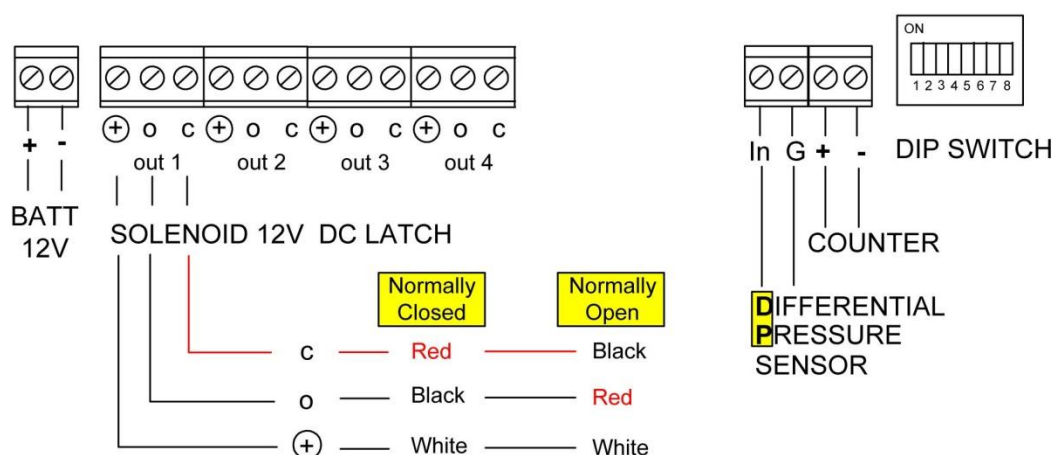 ON
1 2 3 4 5 6 7 8
+ -
+ o c + o c + o c + o c
out 1 out 2 out 3 out 4
In G + -
DIP SWITCH
BATT
12V
SOLENOID 12V DC LATCH
COUNTER
Normally
Closed
Normally
Open
DIFFERENTIAL
PRESSURE
SENSOR
c Red Black
o Black Red
+ White White